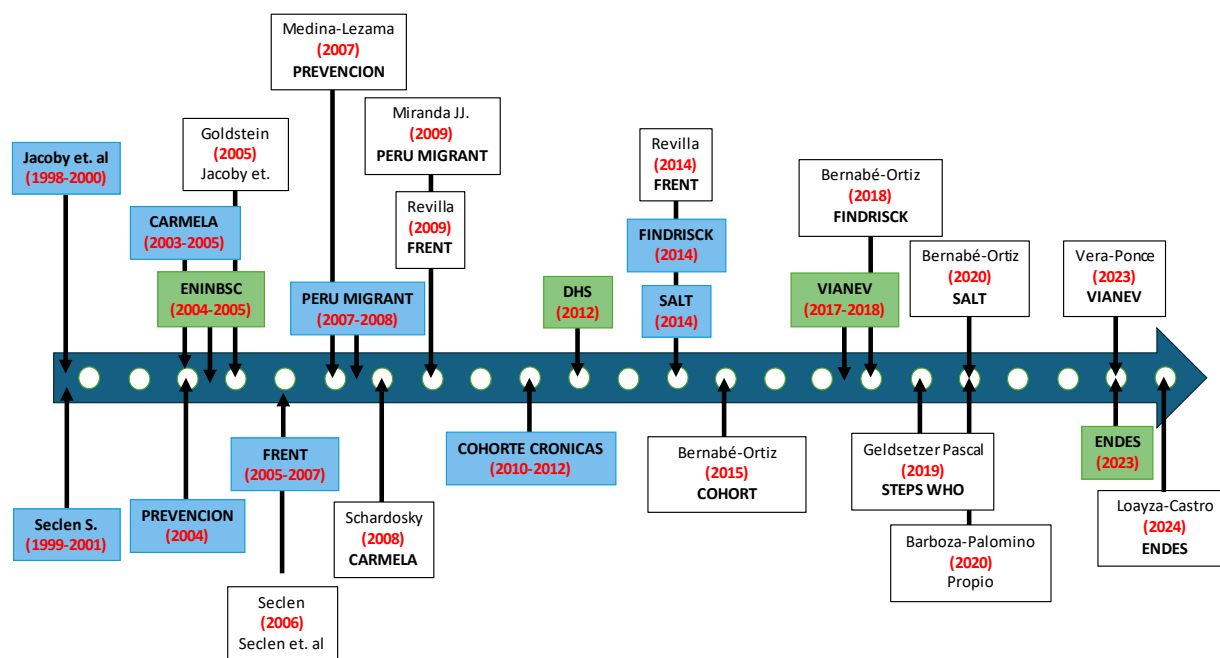 Medina-Lezama
(2007)
PREVENCION
Miranda JJ.
(2009)
PERU MIGRANT
Goldstein
(2005)
Jacoby et.
Revilla
(2014)
FRENT
Jacoby et. al
(1998-2000)
Bernabé-Ortiz
(2018)
FINDRISCK
Revilla
(2009)
FRENT
CARMELA
(2003-2005)
FINDRISCK
(2014)
Bernabé-Ortiz
(2020)
SALT
Vera-Ponce
(2023)
VIANEV
ENINBSC
(2004-2005)
PERU MIGRANT
(2007-2008)
DHS
(2012)
SALT
(2014)
VIANEV
(2017-2018)
FRENT
(2005-2007)
COHORTE CRONICAS
(2010-2012)
Bernabé-Ortiz
(2015)
COHORT
Geldsetzer Pascal
(2019)
STEPS WHO
ENDES
(2023)
Seclen S.
(1999-2001)
PREVENCION
(2004)
Schardosky
(2008)
CARMELA
Loayza-Castro
(2024)
ENDES
Barboza-Palomino
(2020)
Propio
Seclen
(2006)
Seclen et. al